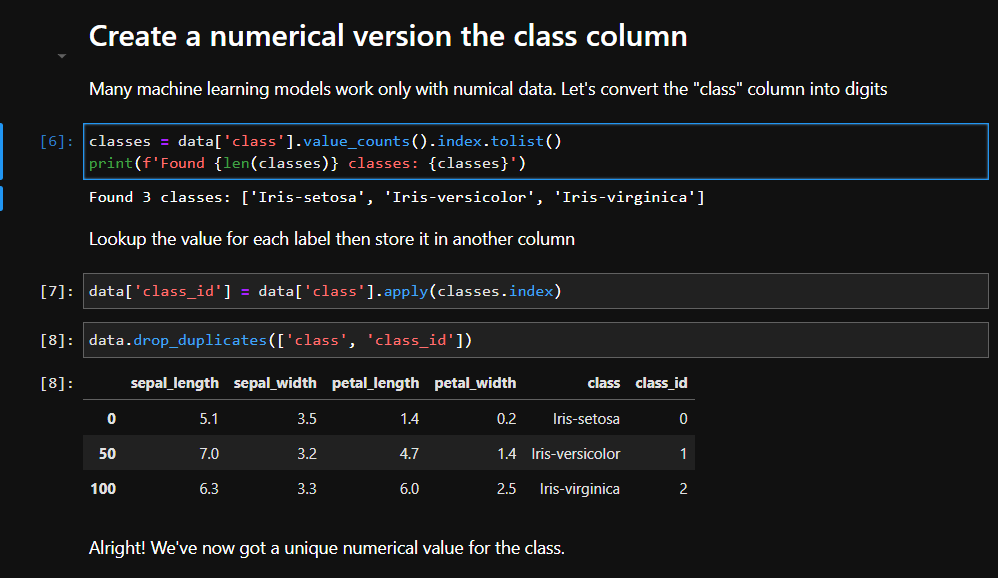 Create a numerical version the class column
Many machine learning models work only with numical data. Let's convert the "class" column into digits
[6]: classes = data['class'].value_counts().index.tolist()
print(f'Found {len(classes)} classes: {classes}')
Found 3 classes: ['Iris-setosa', 'Iris-versicolor', 'Iris-virginica']
Lookup the value for each label then store it in another column
[7]: data['class_id'] = data['class'].apply(classes.index)
[8]: data.drop_duplicates(['class', 'class_id'])
[8]: sepal_length sepal_width petal_length petal_width class class_id
0 5.1 3.5 1.4 0.2 Iris-setosa 0
50 7.0 3.2 4.7 1.4 Iris-versicolor 1
100 6.3 3.3 6.0 2.5 Iris-virginica 2
Alright! We've now got a unique numerical value for the class.